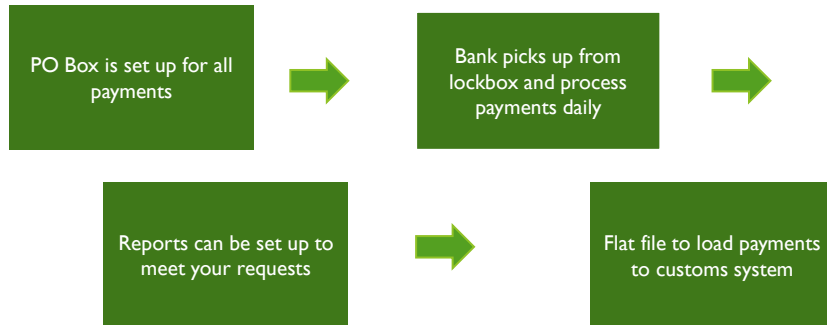 PO Box is set up for all
payments
Bank picks up from
lockbox and process
payments daily
Reports can be set up to
meet your requests
Flat file to load payments
to customs system